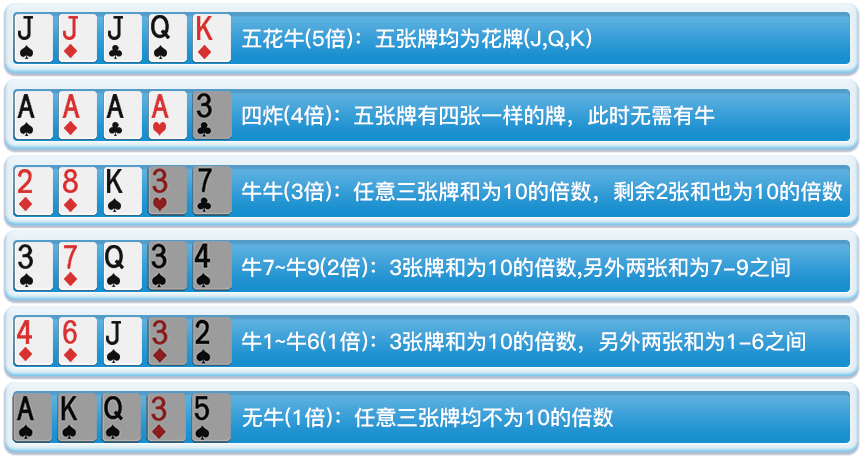 J J J Q K 五花牛(5倍)：五张牌均为花牌(J,Q,K)
A A A A 3 四炸(4倍)：五张牌有四张一样的牌，此时无需有牛
2 8 K 3 7 牛牛(3倍)：任意三张牌和为10的倍数，剩余2张和也为10的倍数
3 7 Q 3 4 牛7~牛9(2倍)：3张牌和为10的倍数,另外两张和为7-9之间
4 6 J 3 2 牛1~牛6(1倍)：3张牌和为10的倍数，另外两张和为1-6之间
A K Q 3 5 无牛(1倍)：任意三张牌均不为10的倍数